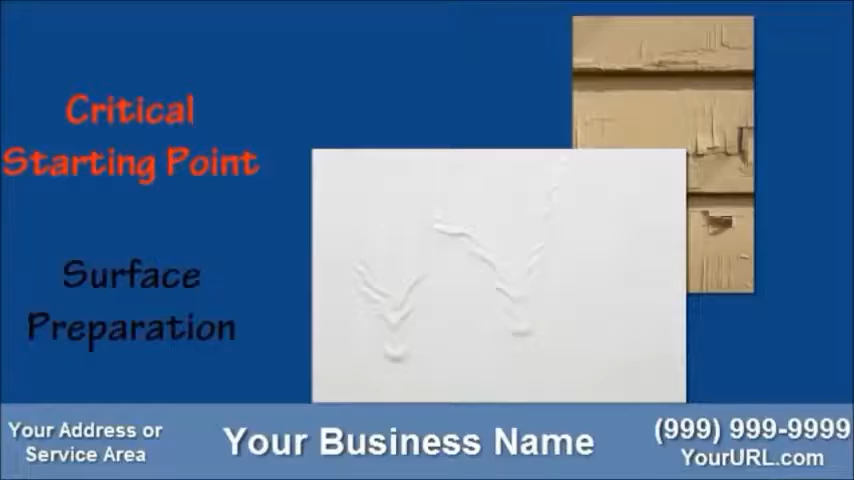 Critical
Starting Point
Surface
Preparation
Your Address or
Service Area
Your Business Name
(999) 999-9999
YourURL.com